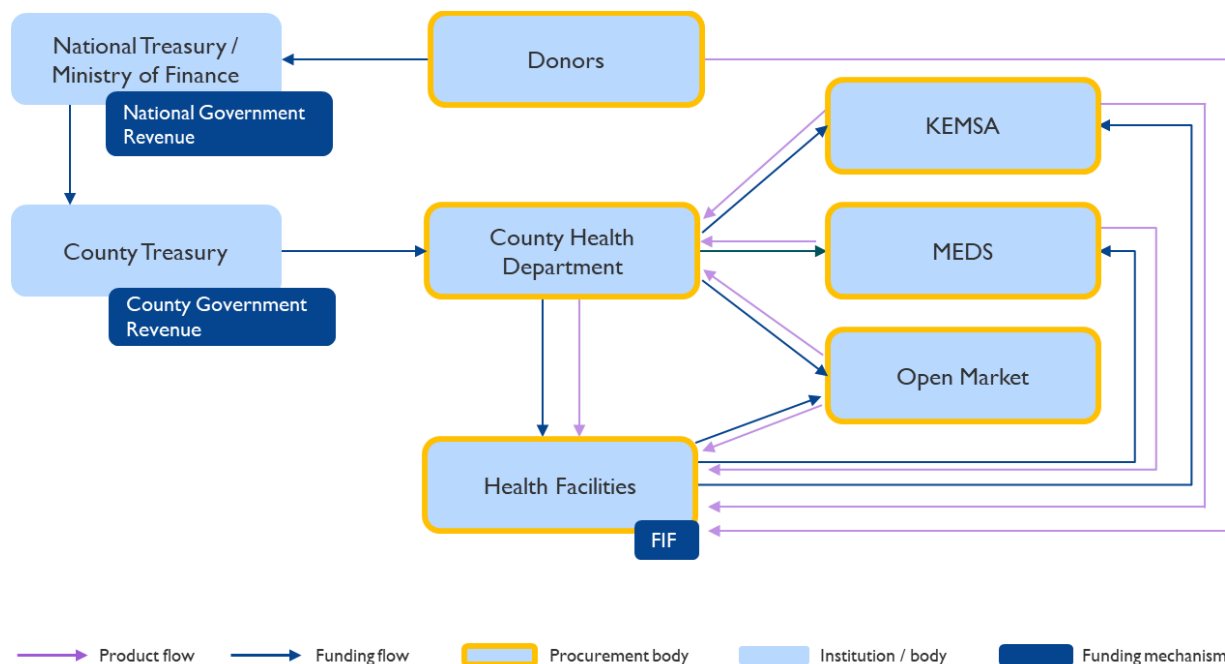 National Treasury /
Ministry of Finance
National Government
Revenue
Donors
KEMSA
County Treasury
County Government
Revenue
County Health
Department
MEDS
Open Market
Health Facilities
FIF
Product flow
Funding flow
Procurement body
Institution / body
Funding mechanism